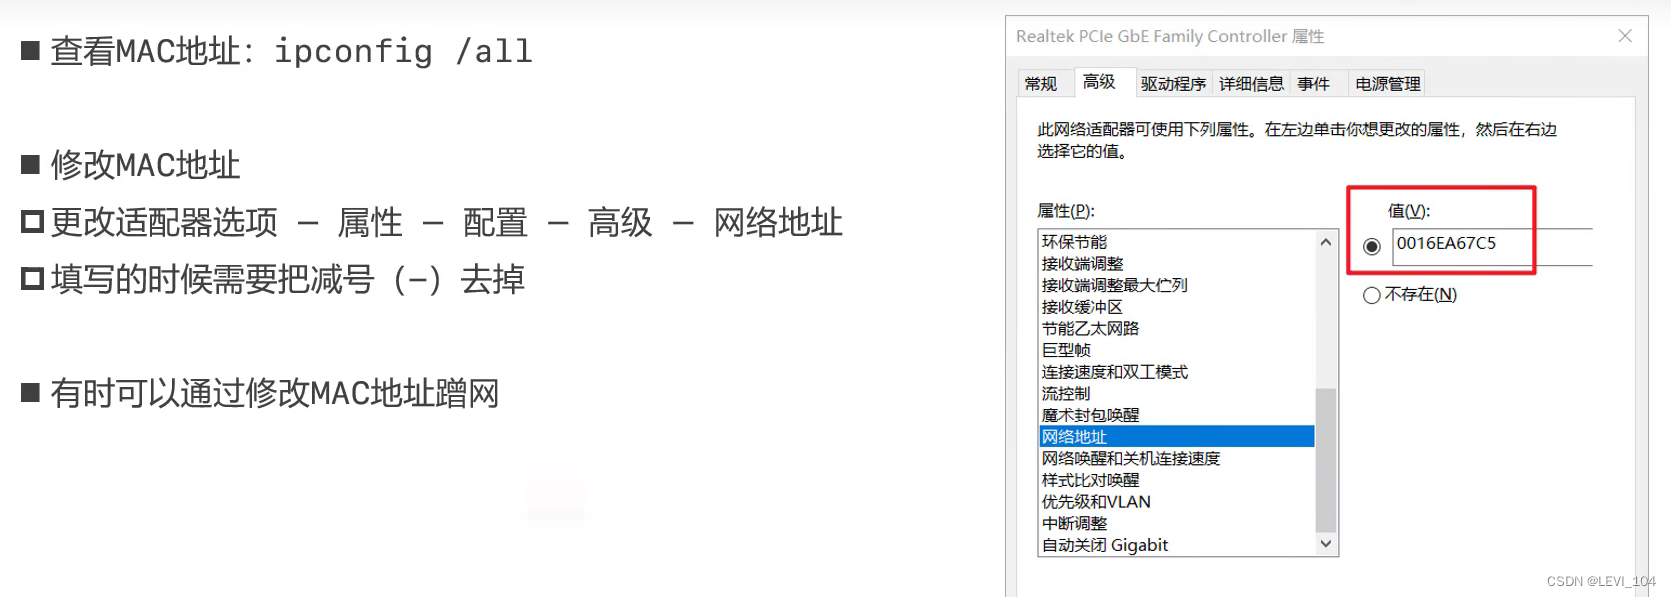 ■ 查看MAC地址：ipconfig /all
■ 修改MAC地址
更改适配器选项 – 属性 – 配置 – 高级 – 网络地址
填写的时候需要把减号（-）去掉
■ 有时可以通过修改MAC地址蹭网
Realtek PCIe GbE Family Controller 属性
常规 高级 驱动程序 详细信息 事件 电源管理
此网络适配器可使用下列属性。在左边单击你想更改的属性，然后在右边
选择它的值。
属性(P):
环保节能
接收端调整
接收端调整最大伫列
接收缓冲区
节能乙太网路
巨型帧
连接速度和双工模式
流控制
魔术封包唤醒
网络地址
网络唤醒和关机连接速度
样式比对唤醒
优先级和VLAN
中断调整
自动关闭 Gigabit
值(V):
0016EA67C5
不存在(N)
CSDN @LEVI_104